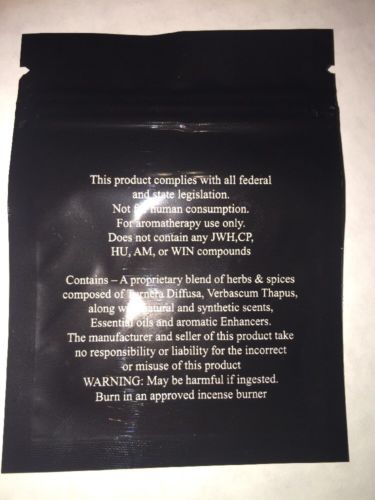 This product complies with all federal
and state legislation.
Not for human consumption.
For aromatherapy use only.
Does not contain any JWH,CP,
HU, AM, or WIN compounds
Contains – A proprietary blend of herbs & spices
composed of Turnera Diffusa, Verbascum Thapus,
along with natural and synthetic scents,
Essential oils and aromatic Enhancers.
The manufacturer and seller of this product take
no responsibility or liability for the incorrect
or misuse of this product
WARNING: May be harmful if ingested.
Burn in an approved incense burner